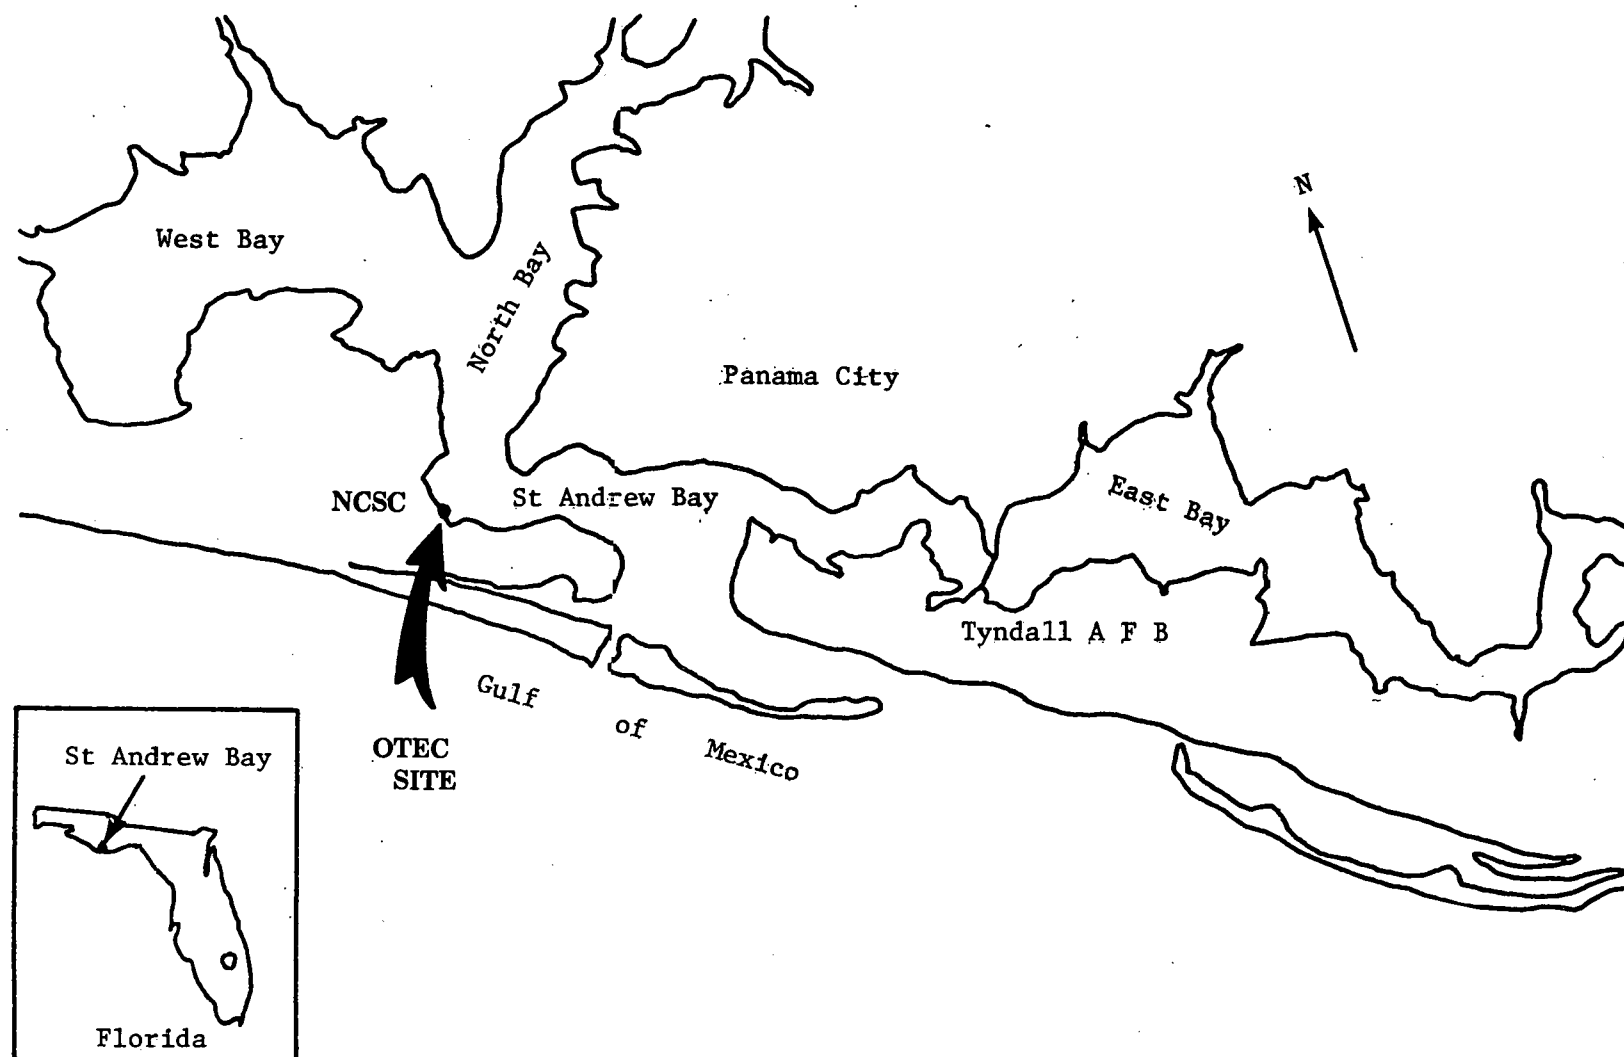 N
West Bay
North Bay
Panama City
NCSC
St Andrew Bay
East Bay
Tyndall A F B
Gulf of Mexico
OTEC
SITE
St Andrew Bay
Florida